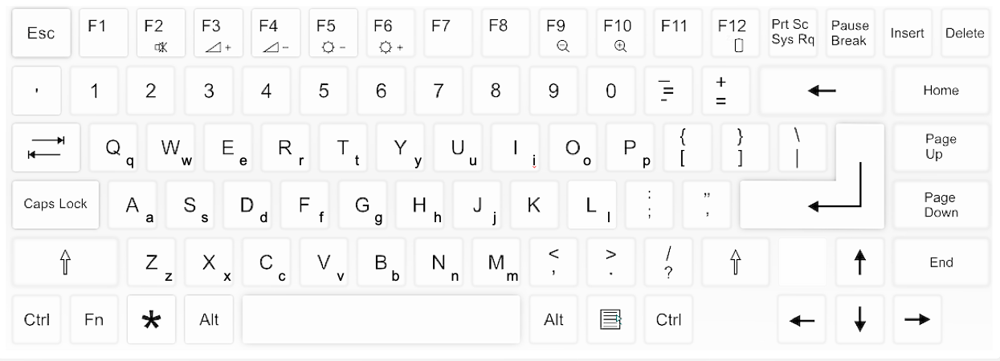 Esc F1 F2 F3 + F4 − F5 − F6 + F7 F8 F9 F10 F11 F12 Prt Sc Sys Rq Pause Break Insert Delete
' 1 2 3 4 5 6 7 8 9 0 _ = - + = ← Home
Q q W w E e R r T t Y y U u I i O o P p { [ } ] \ | Page Up
Caps Lock A a S s D d F f G g H h J j K L l : ; ” , Page Down
⇧ Z z X x C c V v B b N n M m < , > . / ? ⇧ ↑ End
Ctrl Fn * Alt Alt Ctrl ← ↓ →